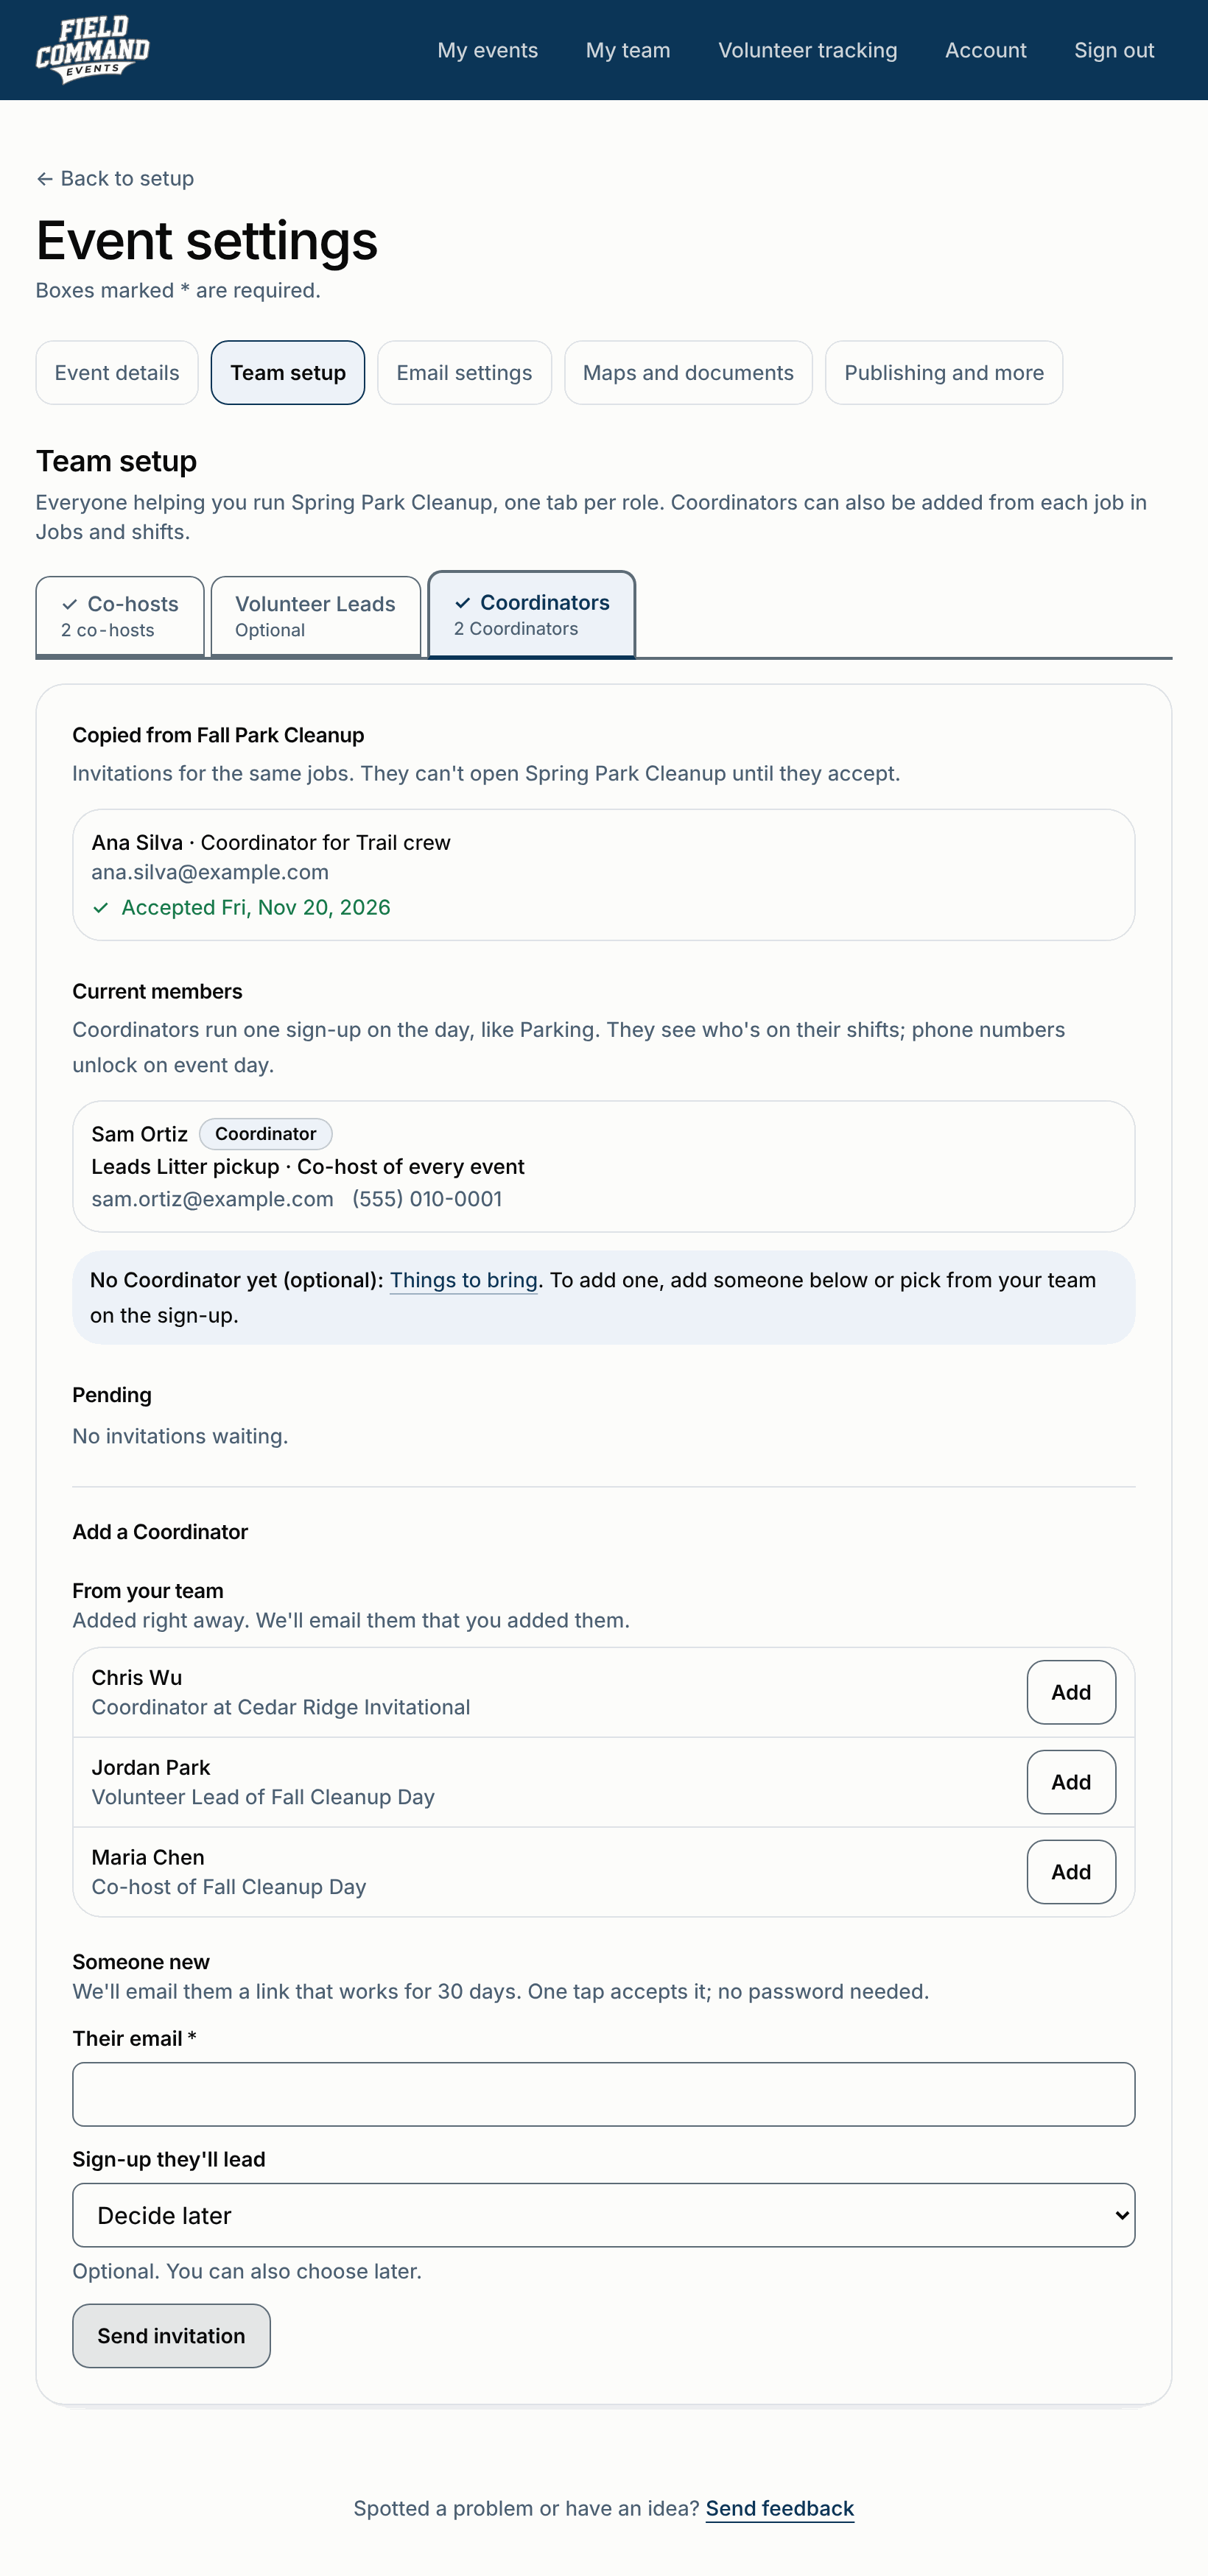 FIELD
COMMAND
EVENTS
My events
My team
Volunteer tracking
Account
Sign out
← Back to setup
Event settings
Boxes marked * are required.
Event details
Team setup
Email settings
Maps and documents
Publishing and more
Team setup
Everyone helping you run Spring Park Cleanup, one tab per role. Coordinators can also be added from each job in
Jobs and shifts.
✓ Co-hosts
2 co-hosts
Volunteer Leads
Optional
✓ Coordinators
2 Coordinators
Copied from Fall Park Cleanup
Invitations for the same jobs. They can't open Spring Park Cleanup until they accept.
Ana Silva · Coordinator for Trail crew
ana.silva@example.com
✓ Accepted Fri, Nov 20, 2026
Current members
Coordinators run one sign-up on the day, like Parking. They see who's on their shifts; phone numbers
unlock on event day.
Sam Ortiz Coordinator
Leads Litter pickup · Co-host of every event
sam.ortiz@example.com (555) 010-0001
No Coordinator yet (optional): Things to bring. To add one, add someone below or pick from your team
on the sign-up.
Pending
No invitations waiting.
Add a Coordinator
From your team
Added right away. We'll email them that you added them.
Chris Wu
Coordinator at Cedar Ridge Invitational
Add
Jordan Park
Volunteer Lead of Fall Cleanup Day
Add
Maria Chen
Co-host of Fall Cleanup Day
Add
Someone new
We'll email them a link that works for 30 days. One tap accepts it; no password needed.
Their email *
Sign-up they'll lead
Decide later
Optional. You can also choose later.
Send invitation
Spotted a problem or have an idea? Send feedback